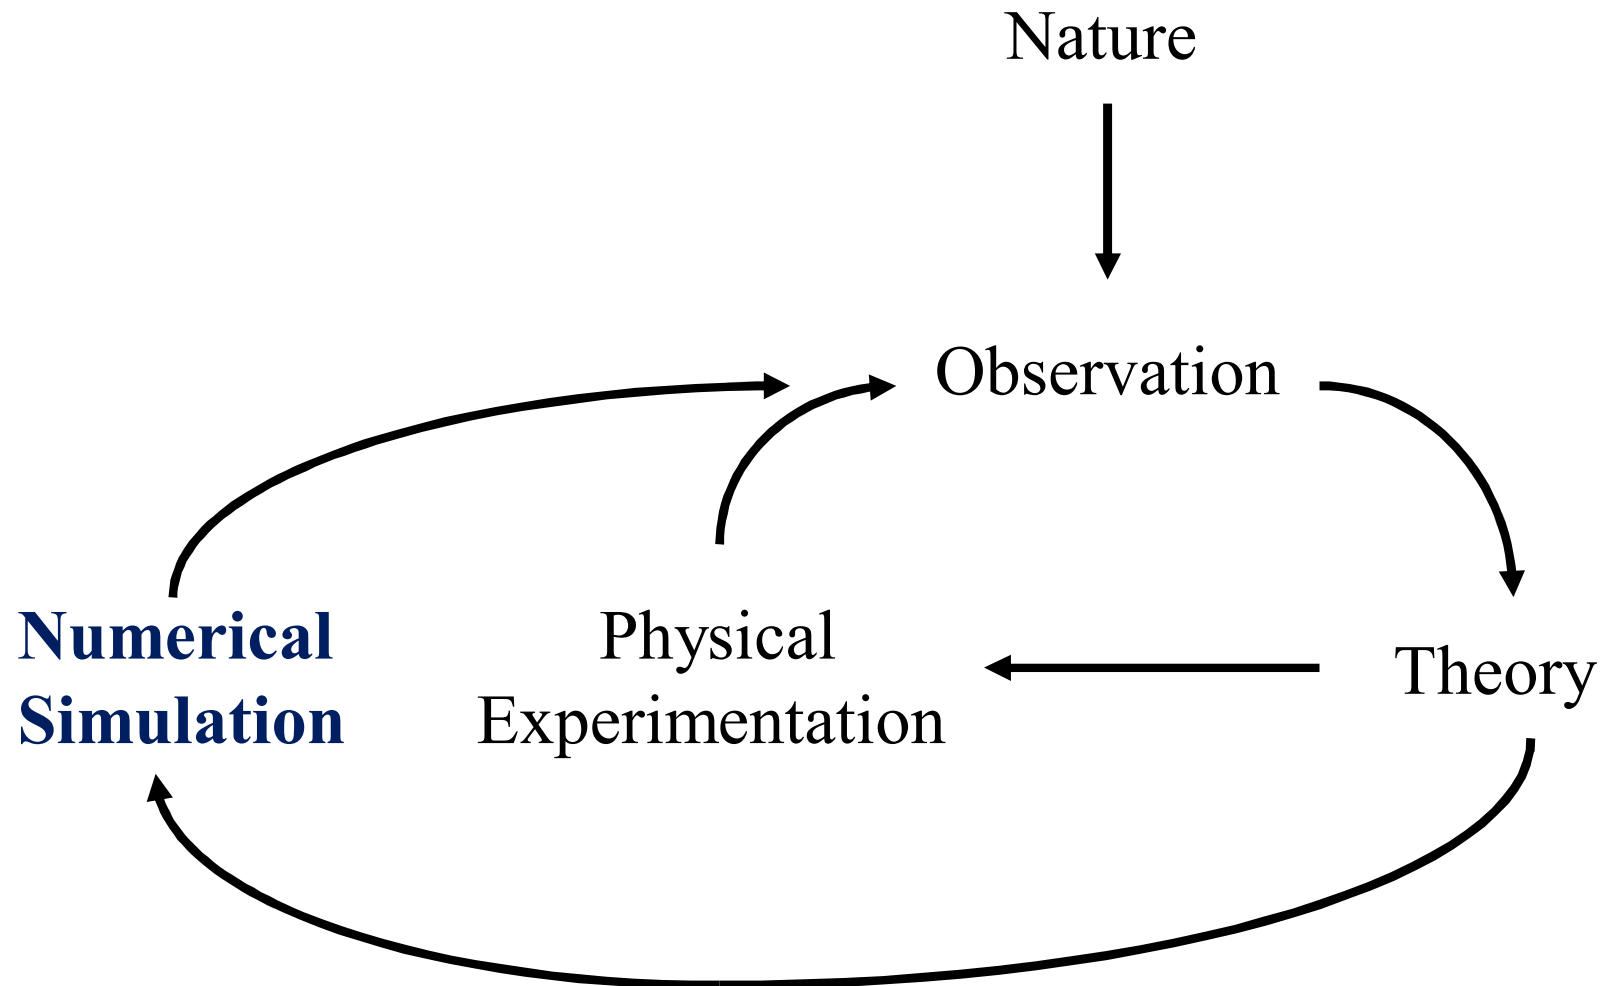 Nature
Observation
Numerical
Simulation
Physical
Experimentation
Theory